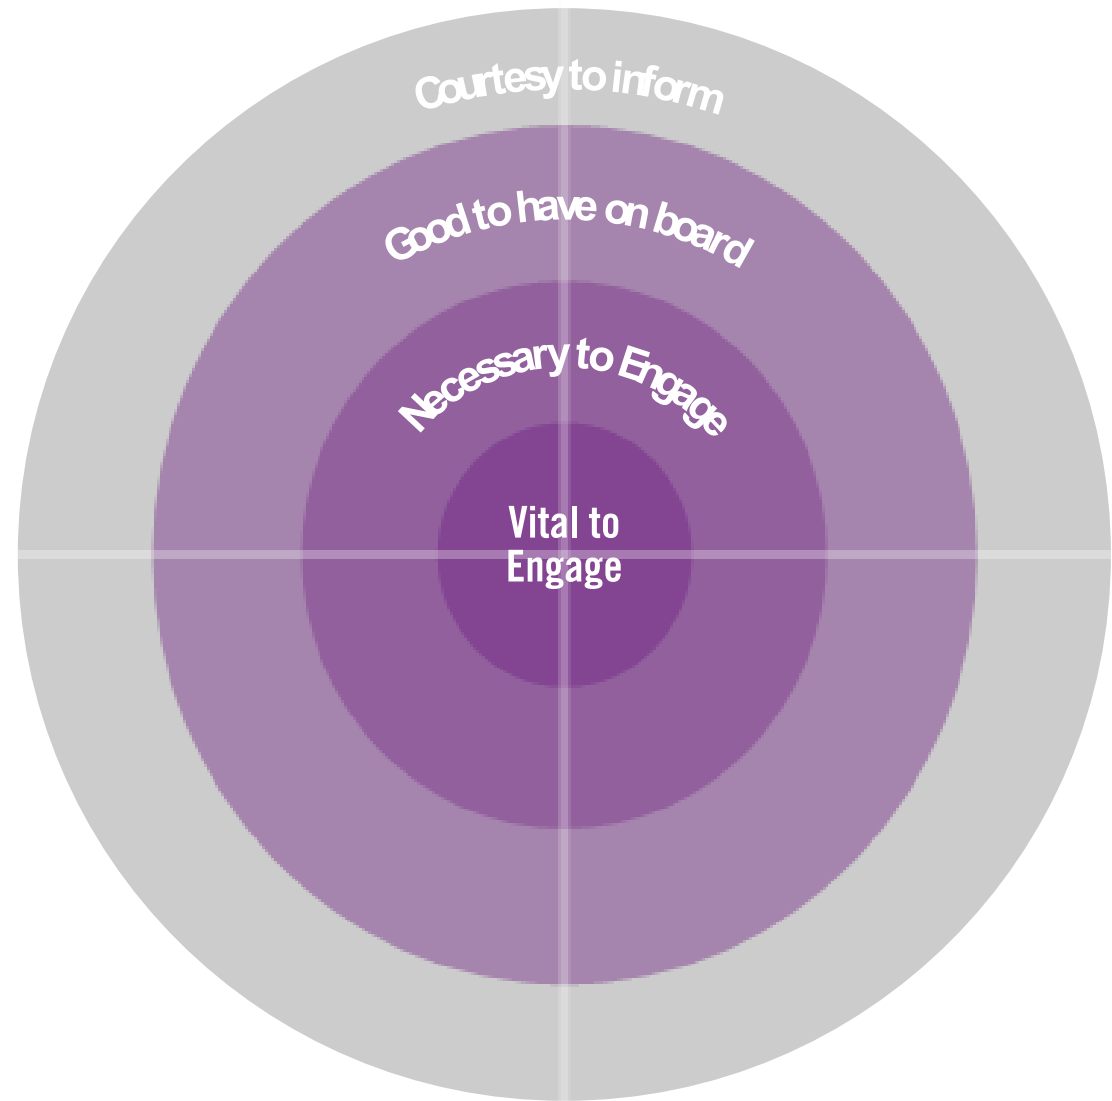 Courtesy to inform
Good to have on board
Necessary to Engage
Vital to
Engage